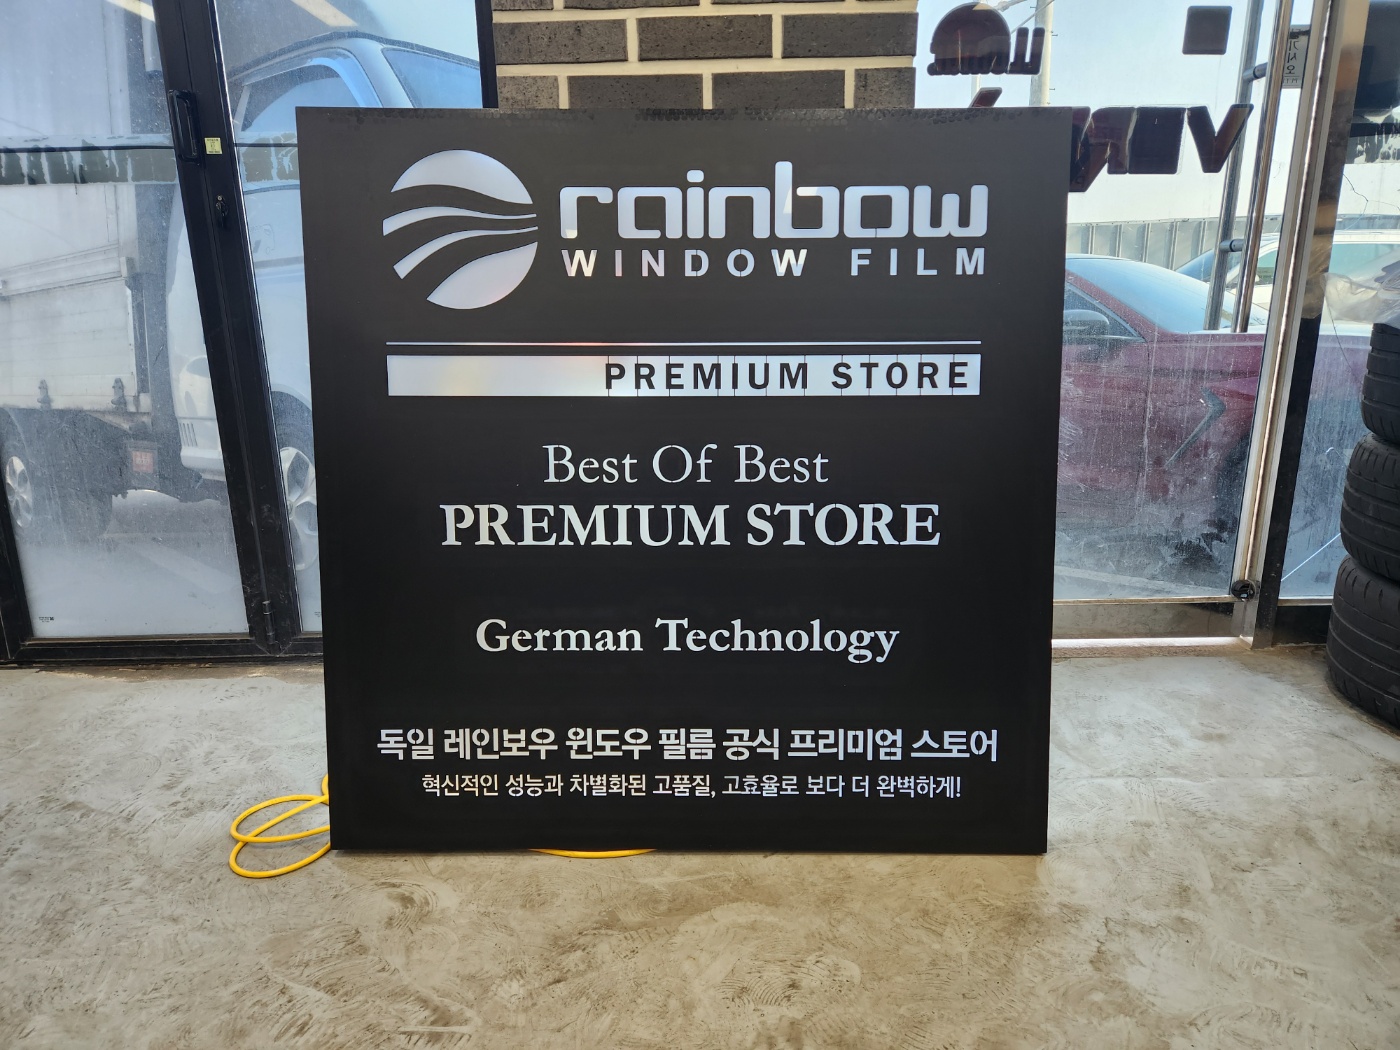 rainbow
WINDOW FILM
PREMIUM STORE
Best Of Best
PREMIUM STORE
German Technology
독일 레인보우 윈도우 필름 공식 프리미엄 스토어
혁신적인 성능과 차별화된 고품질, 고효율로 보다 더 완벽하게!